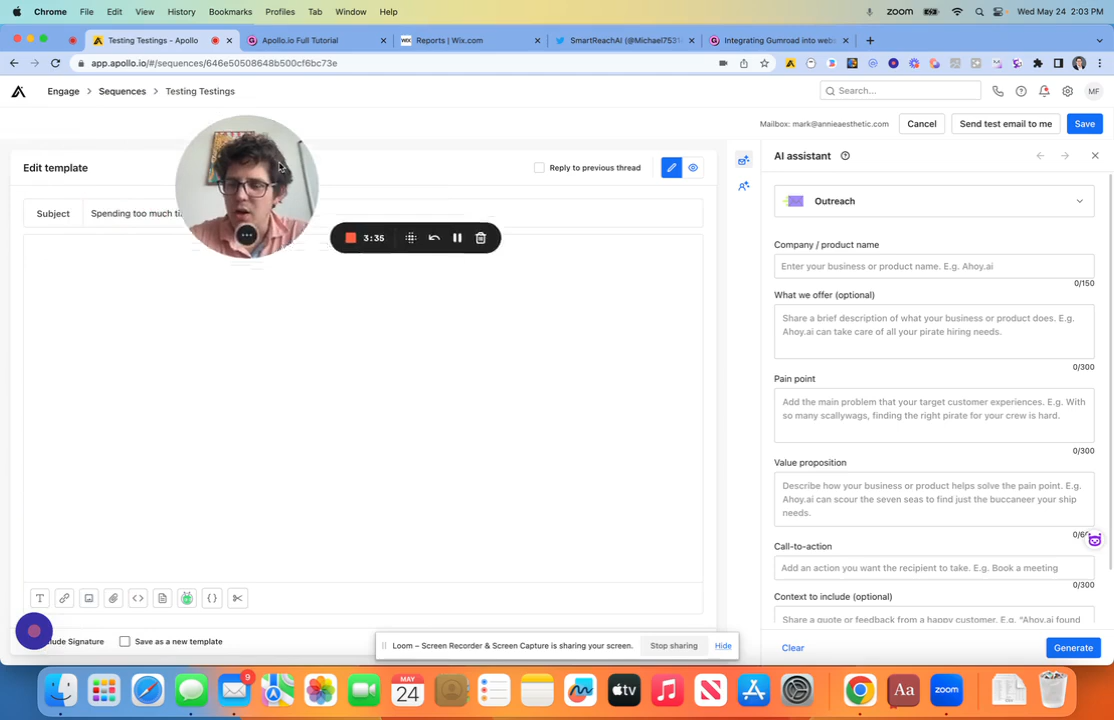 Chrome File Edit View History Bookmarks Profiles Tab Window Help zoom Wed May 24 2:03 PM
Testing Testings - Apollo Apollo.io Full Tutorial Reports | Wix.com SmartReachAI (@Michael7531 Integrating Gumroad into web
app.apollo.io/#/sequences/646e50508648b500cf6bc73e
Engage > Sequences > Testing Testings Search... MF
Mailbox: mark@annieaesthetic.com Cancel Send test email to me Save
Edit template Reply to previous thread
Subject Spending too much ti
3:35
Include Signature Save as a new template
AI assistant
Outreach
Company / product name
Enter your business or product name. E.g. Ahoy.ai
0/150
What we offer (optional)
Share a brief description of what your business or product does. E.g.
Ahoy.ai can take care of all your pirate hiring needs.
0/300
Pain point
Add the main problem that your target customer experiences. E.g. With
so many scallywags, finding the right pirate for your crew is hard.
0/300
Value proposition
Describe how your business or product helps solve the pain point. E.g.
Ahoy.ai can scour the seven seas to find just the buccaneer your ship
needs.
Call-to-action
Add an action you want the recipient to take. E.g. Book a meeting
0/300
Context to include (optional)
Share a quote or feedback from a happy customer. E.g. "Ahoy.ai found
Clear Generate
Loom – Screen Recorder & Screen Capture is sharing your screen. Stop sharing Hide
9
MAY
24
tv
Aa
zoom